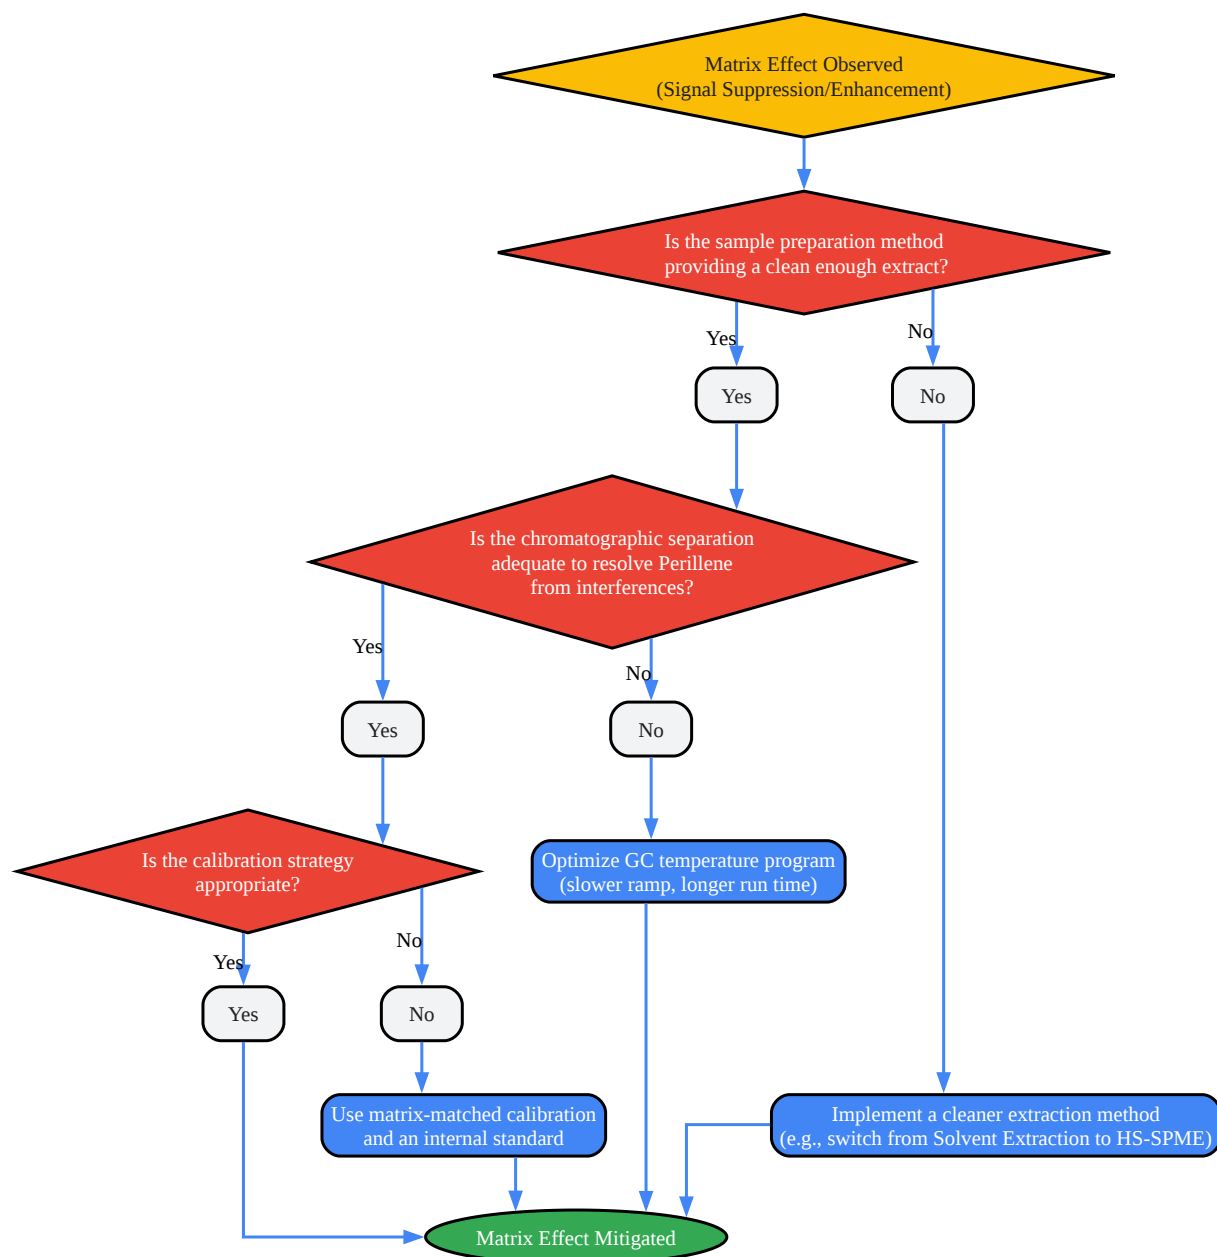 Matrix Effect Observed
(Signal Suppression/Enhancement)
Is the sample preparation method
providing a clean enough extract?
Yes
No
Yes
No
Is the chromatographic separation
adequate to resolve Perillene
from interferences?
Yes
No
Yes
No
Is the calibration strategy
appropriate?
Optimize GC temperature program
(slower ramp, longer run time)
Yes
No
Yes
No
Use matrix-matched calibration
and an internal standard
Implement a cleaner extraction method
(e.g., switch from Solvent Extraction to HS-SPME)
Matrix Effect Mitigated